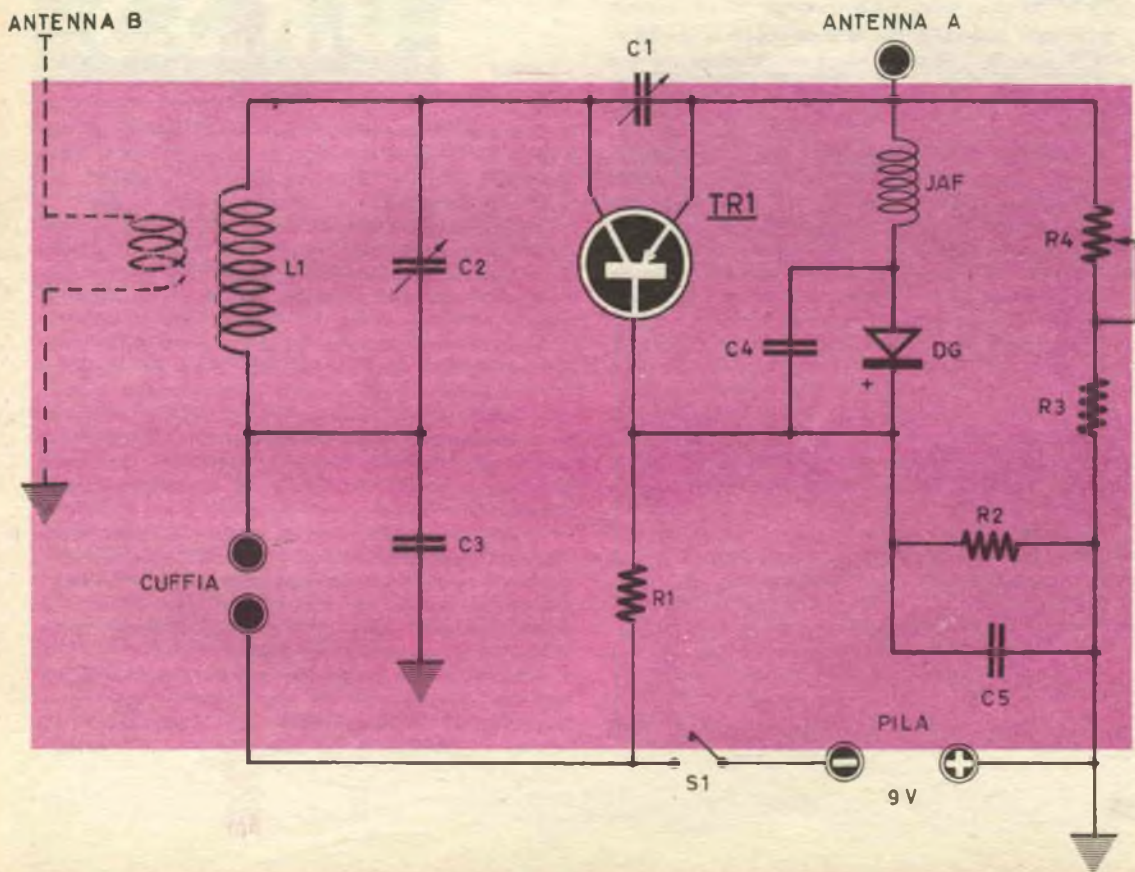 ANTENNA B
ANTENNA A
C1
JAF
TR1
R4
L1
C2
C4
DG
+
R3
R2
C3
CUFFIA
R1
C5
PILA
S1
-
+
9 V